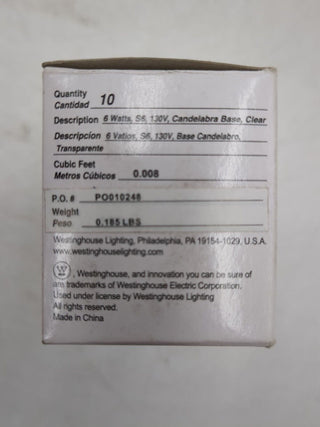 Quantity
Cantidad 10
Description 6 Watts, S6, 130V, Candelabra Base, Clear
Descripcion 6 Vatios, S6, 130V, Base Candelabro,
Transparente
Cubic Feet
Metros Cúbicos 0.008
P.O. # PO010248
Weight
Peso 0.185 LBS
Westinghouse Lighting, Philadelphia, PA 19154-1029, U.S.A.
www.westinghouselighting.com
W, Westinghouse, and innovation you can be sure of
are trademarks of Westinghouse Electric Corporation.
Used under license by Westinghouse Lighting
All rights reserved.
Made in China